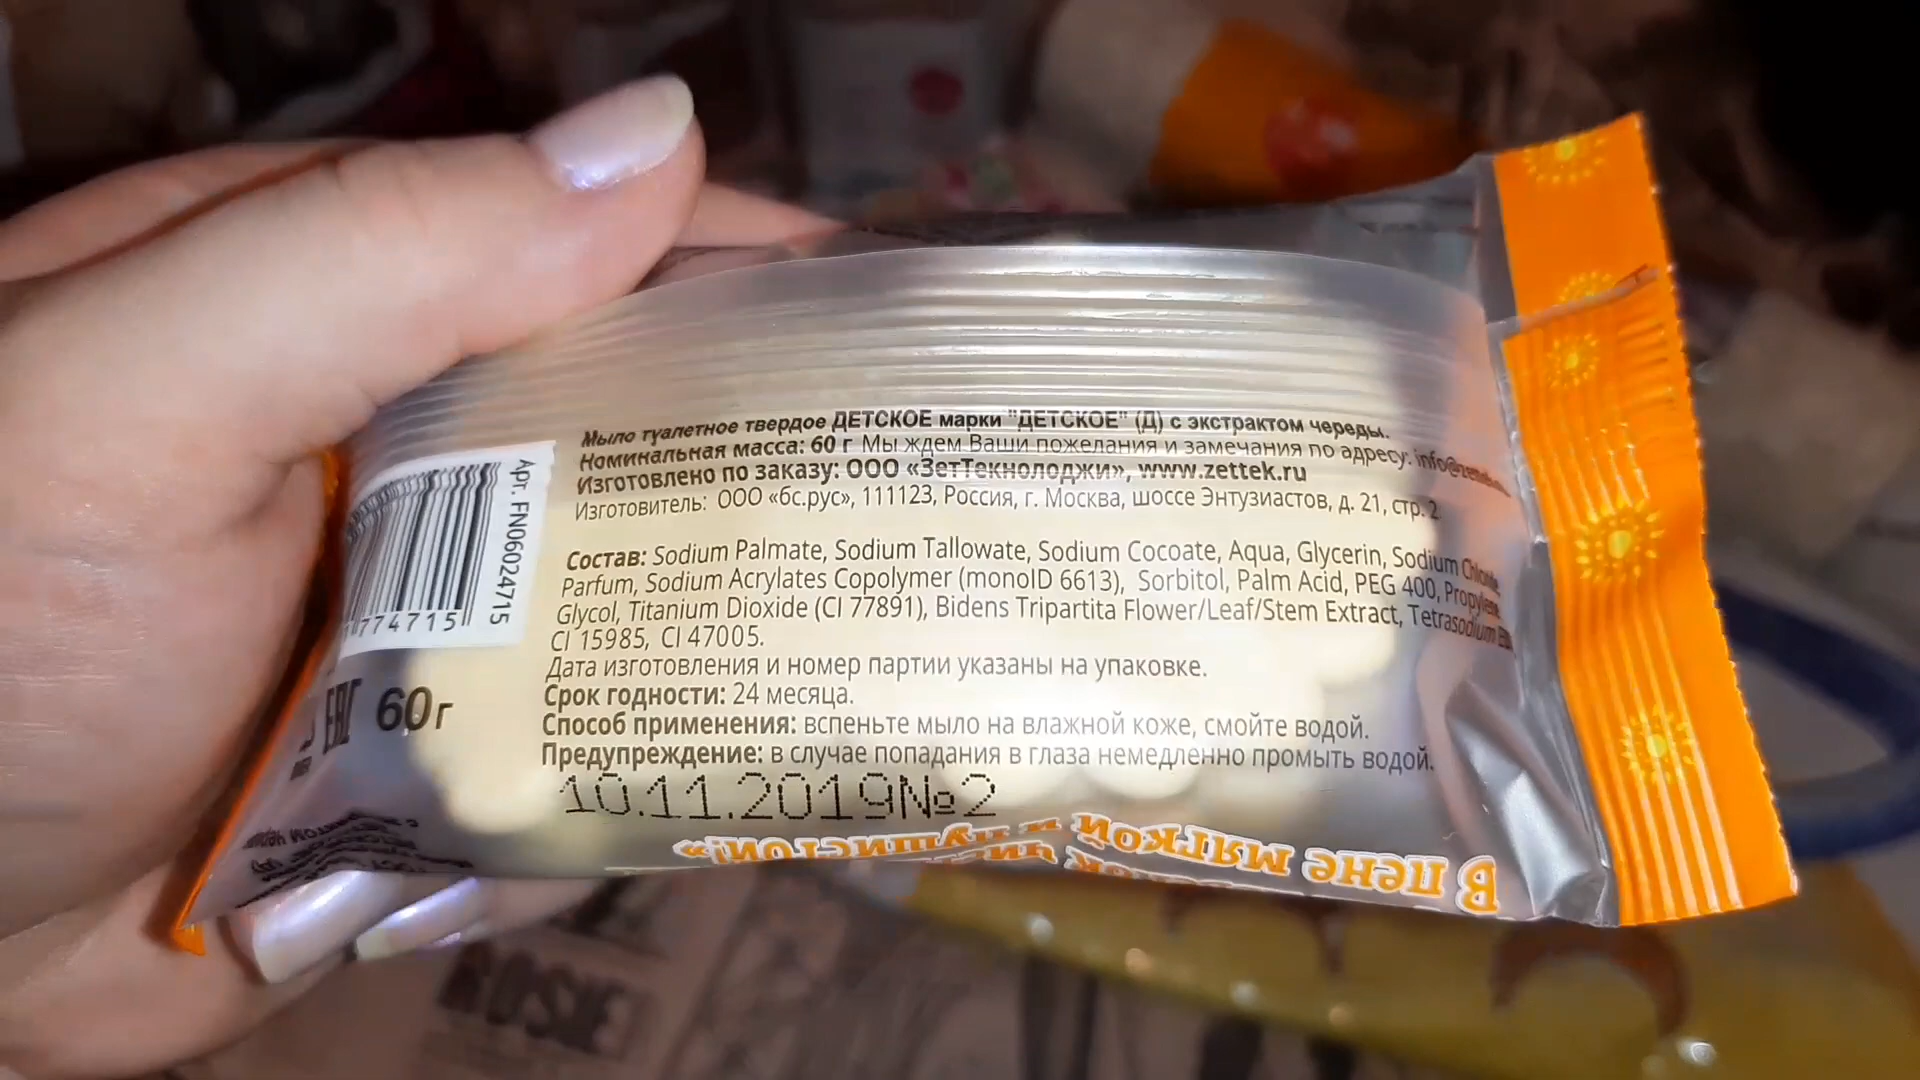 Мыло туалетное твердое ДЕТСКОЕ марки "ДЕТСКОЕ" (Д) с экстрактом череды.
Номинальная масса: 60 г Мы ждем Ваши пожелания и замечания по адресу:
Изготовлено по заказу: ООО «ЗетТекнолоджи», www.zettek.ru
Изготовитель: ООО «бс.рус», 111123, Россия, г. Москва, шоссе Энтузиастов, д. 21, стр. 2
Состав: Sodium Palmate, Sodium Tallowate, Sodium Cocoate, Aqua, Glycerin, Sodium
Parfum, Sodium Acrylates Copolymer (monoID 6613), Sorbitol, Palm Acid, PEG 400, Propylene
Glycol, Titanium Dioxide (CI 77891), Bidens Tripartita Flower/Leaf/Stem Extract, Tetrasodium
CI 15985, CI 47005.
Дата изготовления и номер партии указаны на упаковке.
Срок годности: 24 месяца.
Способ применения: вспеньте мыло на влажной коже, смойте водой.
Предупреждение: в случае попадания в глаза немедленно промыть водой.
10.11.2019№2
Арт. FN06024715
774715
EAC 60 г
В пене мягкой и пушистой!»